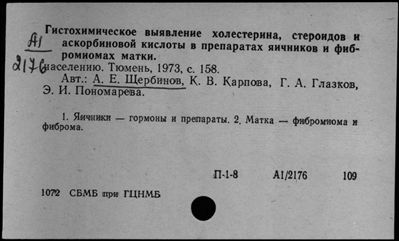 Гистохимическое выявление холестерина, стероидов и
А1 аскорбиновой кислоты в препаратах яичников и фиб-
ромиомах матки.
2176 населению. Тюмень, 1973, с. 158.
Авт.: А. Е. Щербинов, К. В. Карпова, Г. А. Глазков,
Э. И. Пономарева.
1. Яичники — гормоны и препараты. 2. Матка — фибромиома и
фиброма.
П-1-8 А1/2176 109
1072 СБМБ при ГЦНМБ